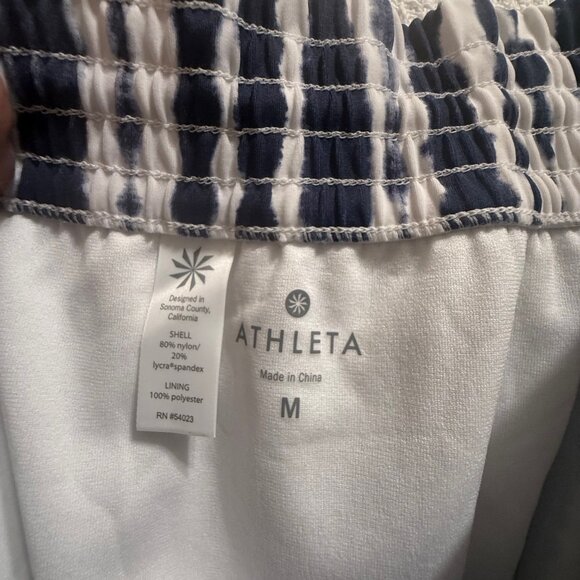 Designed in
Sonoma County,
California
SHELL
80% nylon/
20%
lycra®spandex
LINING
100% polyester
RN #54023
ATHLETA
Made in China
M